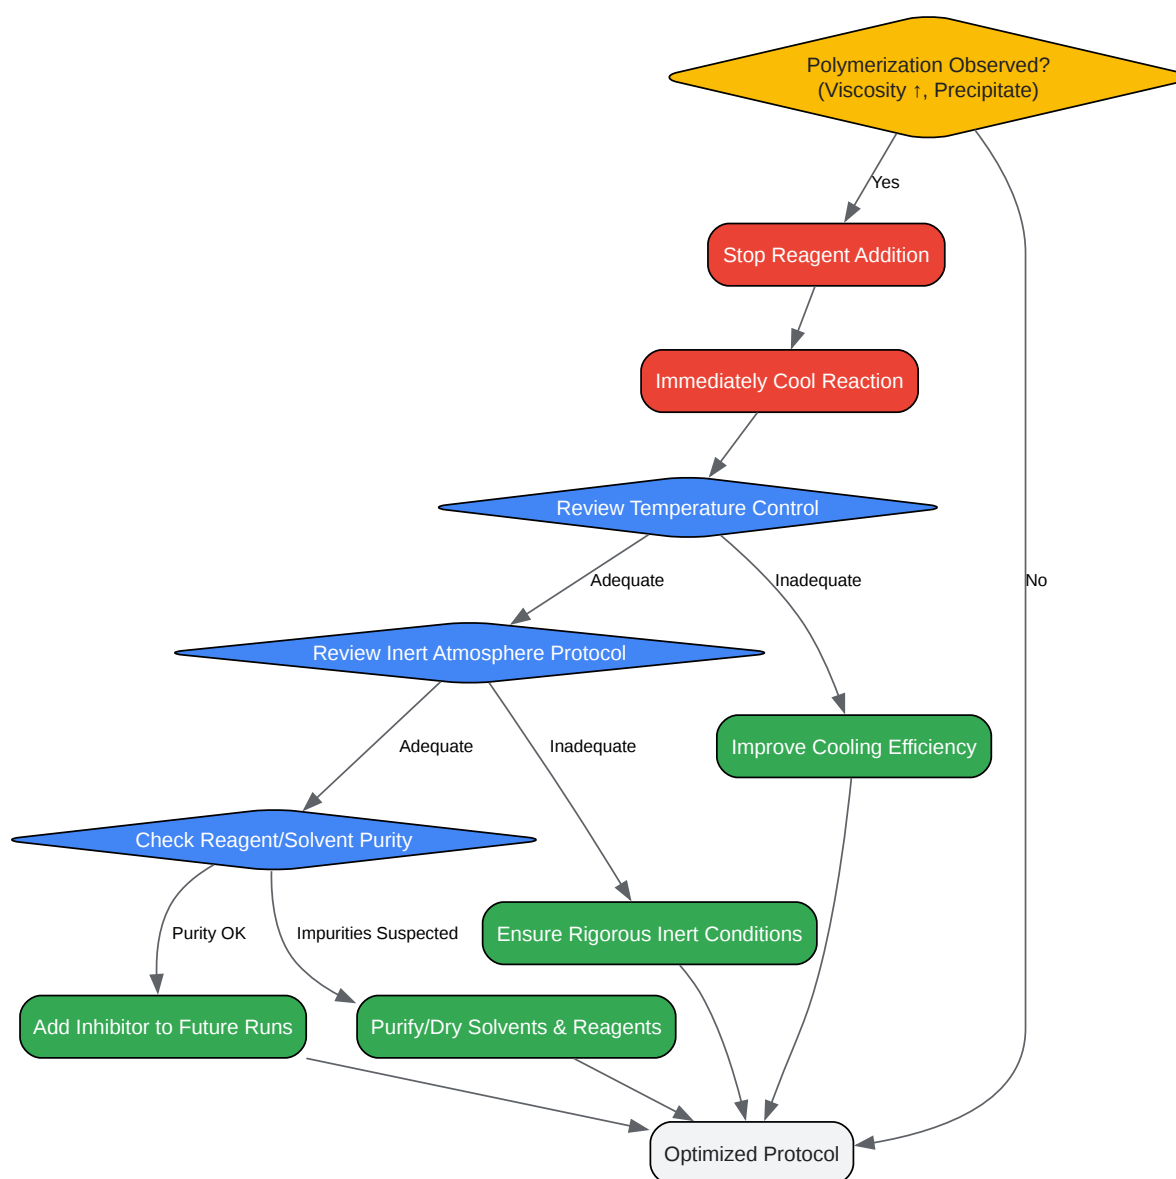 Polymerization Observed?
(Viscosity ↑, Precipitate)
Yes
Stop Reagent Addition
Immediately Cool Reaction
Review Temperature Control
Adequate
Inadequate
No
Review Inert Atmosphere Protocol
Adequate
Inadequate
Improve Cooling Efficiency
Check Reagent/Solvent Purity
Purity OK
Impurities Suspected
Ensure Rigorous Inert Conditions
Add Inhibitor to Future Runs
Purify/Dry Solvents & Reagents
Optimized Protocol